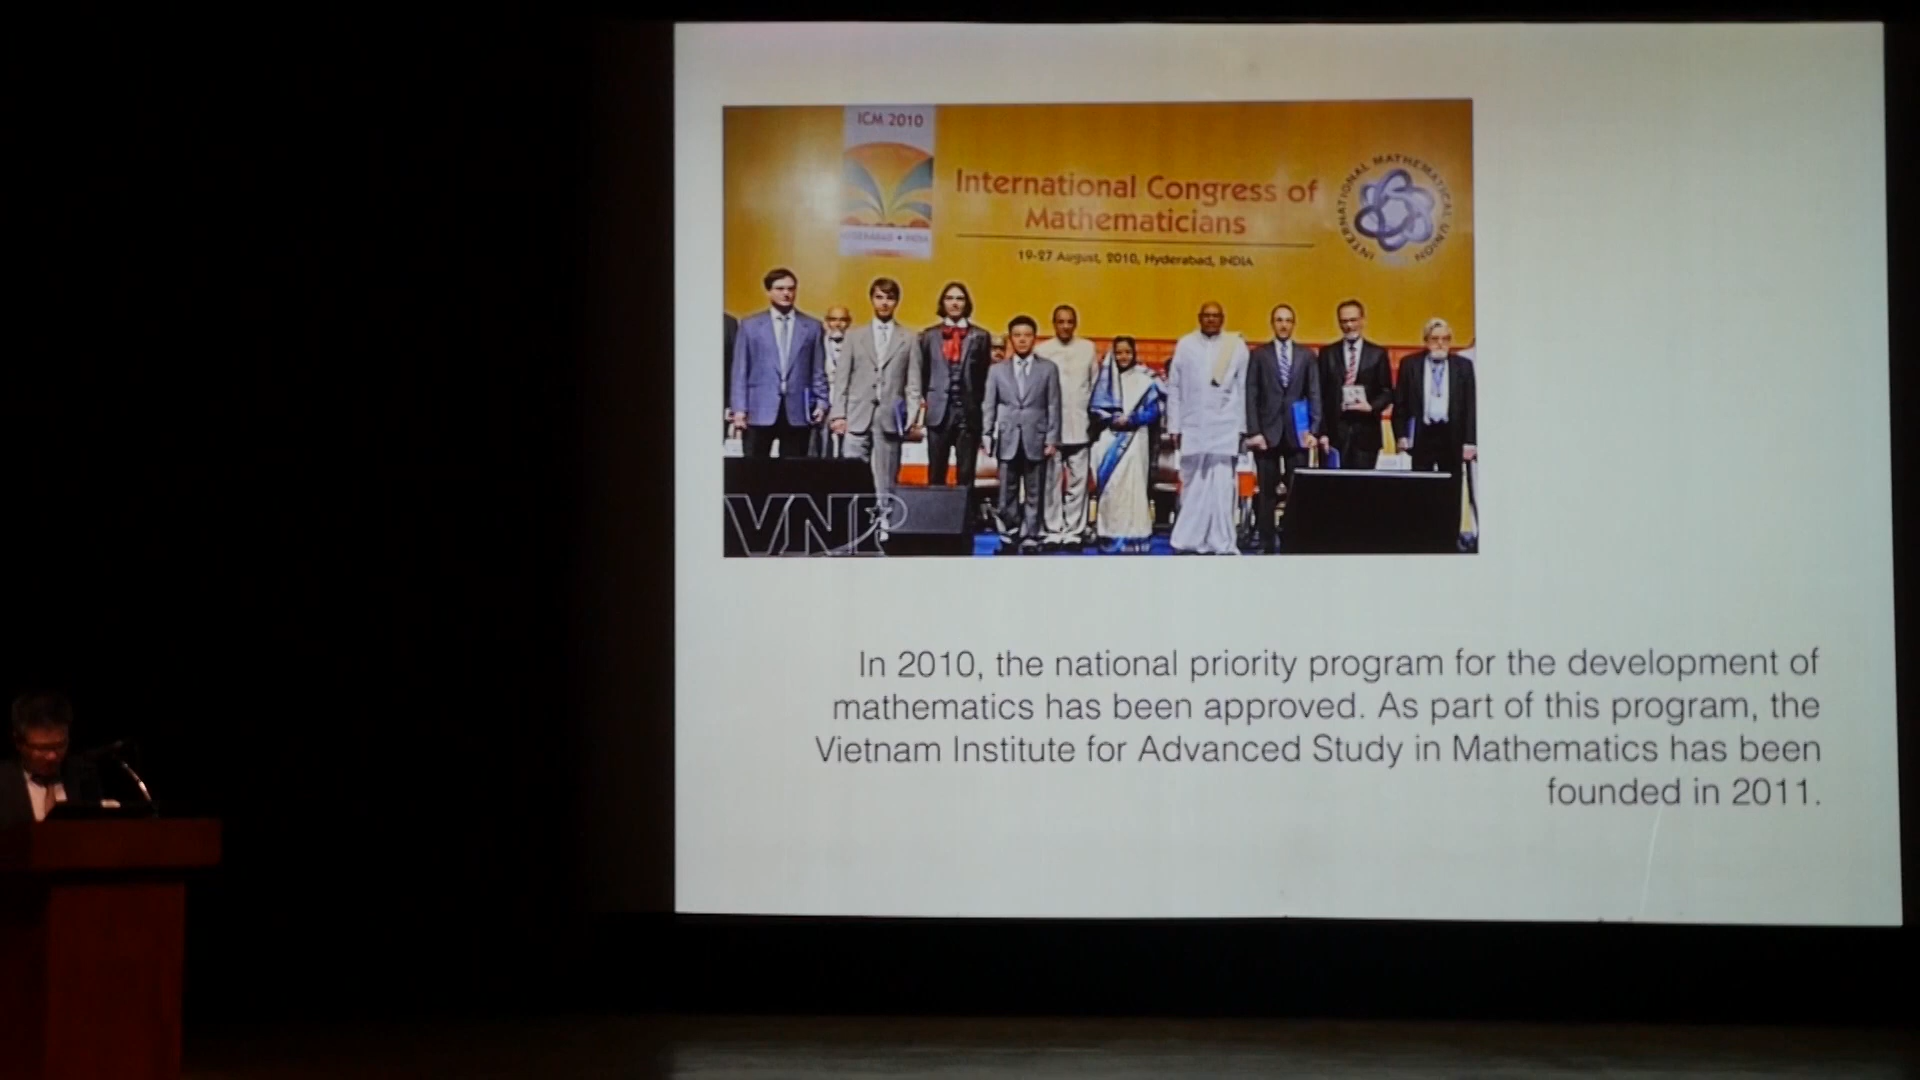 ICM 2010
International Congress of
Mathematicians
19-27 August, 2010, Hyderabad, INDIA
HYDERABAD • INDIA
INTERNATIONAL MATHEMATICAL UNION
VNP
In 2010, the national priority program for the development of
mathematics has been approved. As part of this program, the
Vietnam Institute for Advanced Study in Mathematics has been
founded in 2011.